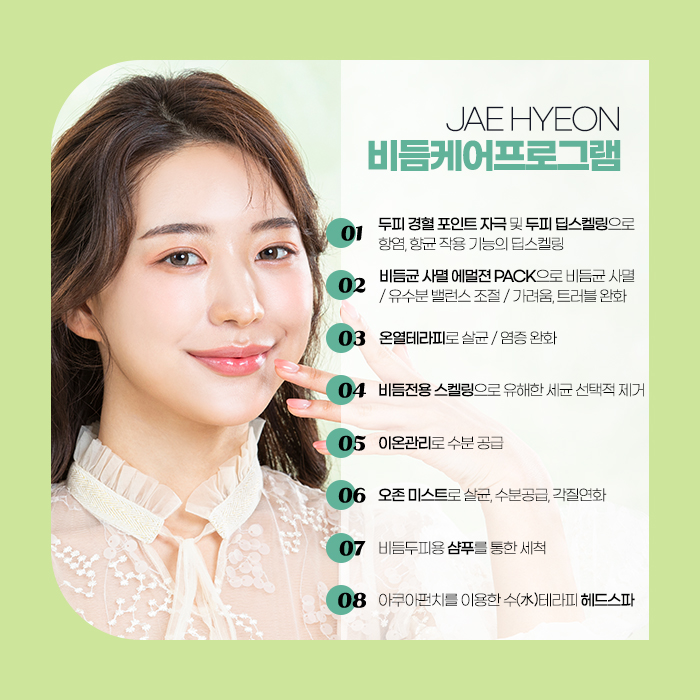 JAE HYEON
비듬케어프로그램
01 두피 경혈 포인트 자극 및 두피 딥스켈링으로
항염, 항균 작용 기능의 딥스켈링
02 비듬균 사멸 에멀젼 PACK으로 비듬균 사멸
/ 유수분 밸런스 조절 / 가려움, 트러블 완화
03 온열테라피로 살균 / 염증 완화
04 비듬전용 스켈링으로 유해한 세균 선택적 제거
05 이온관리로 수분 공급
06 오존 미스트로 살균, 수분공급, 각질연화
07 비듬두피용 샴푸를 통한 세척
08 아쿠아펀치를 이용한 수(水)테라피 헤드스파